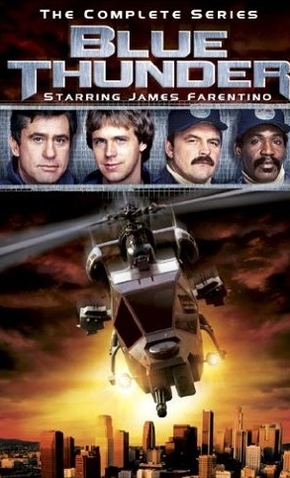 THE COMPLETE SERIES
BLUE
THUNDER
STARRING JAMES FARENTINO